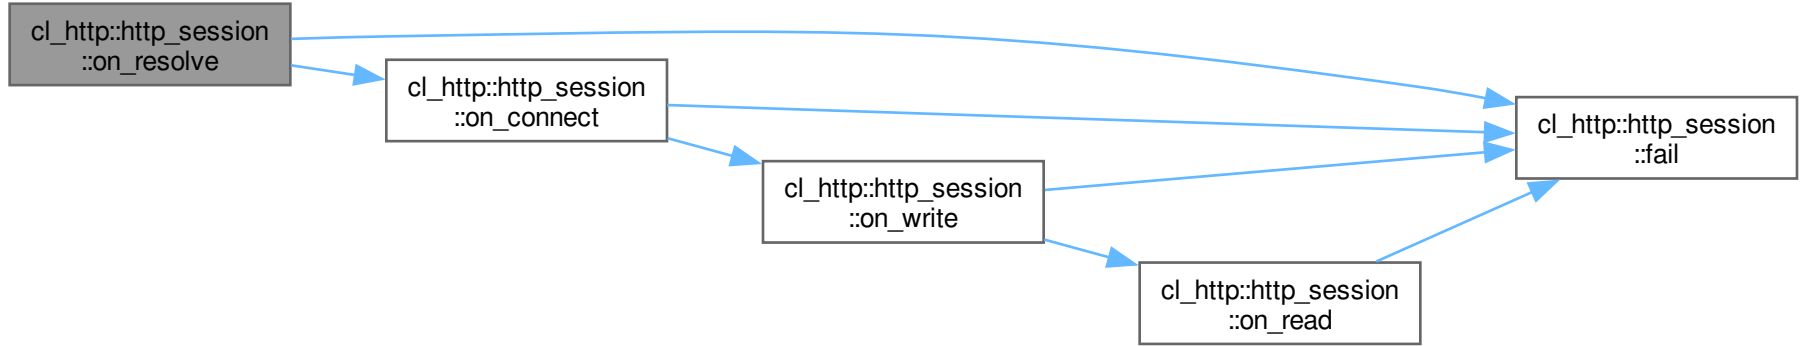 cl_http::http_session
::on_resolve
cl_http::http_session
::on_connect
cl_http::http_session
::on_write
cl_http::http_session
::on_read
cl_http::http_session
::fail